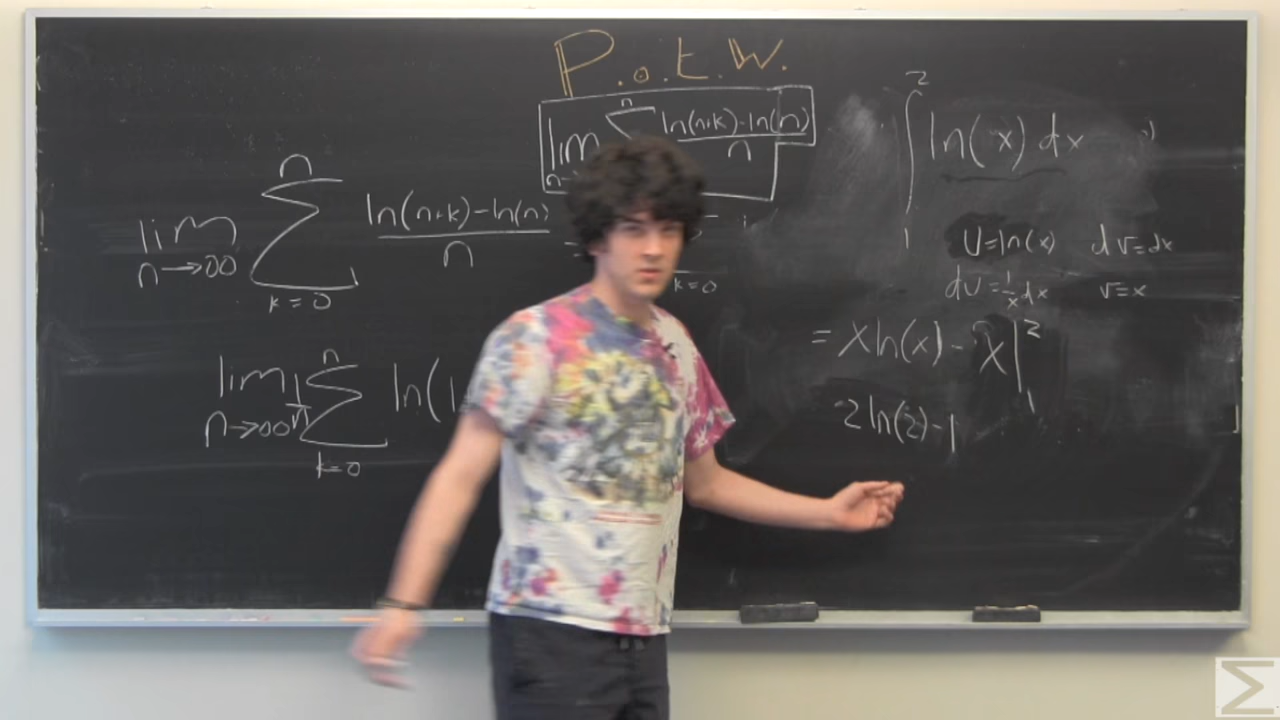 P.o.t.W.
lim n→ ∑ n ln(n+k)-ln(n) / n
lim n→∞ ∑ n k=0 ln(n+k)-ln(n) / n = k=0
lim n→∞ 1/n ∑ n k=0 ln(1
∫ 2 1 ln(x) dx
U=ln(x) dv=dx
du=1/x dx v=x
= x ln(x) - x | 2 1
2 ln(2)-1
Σ